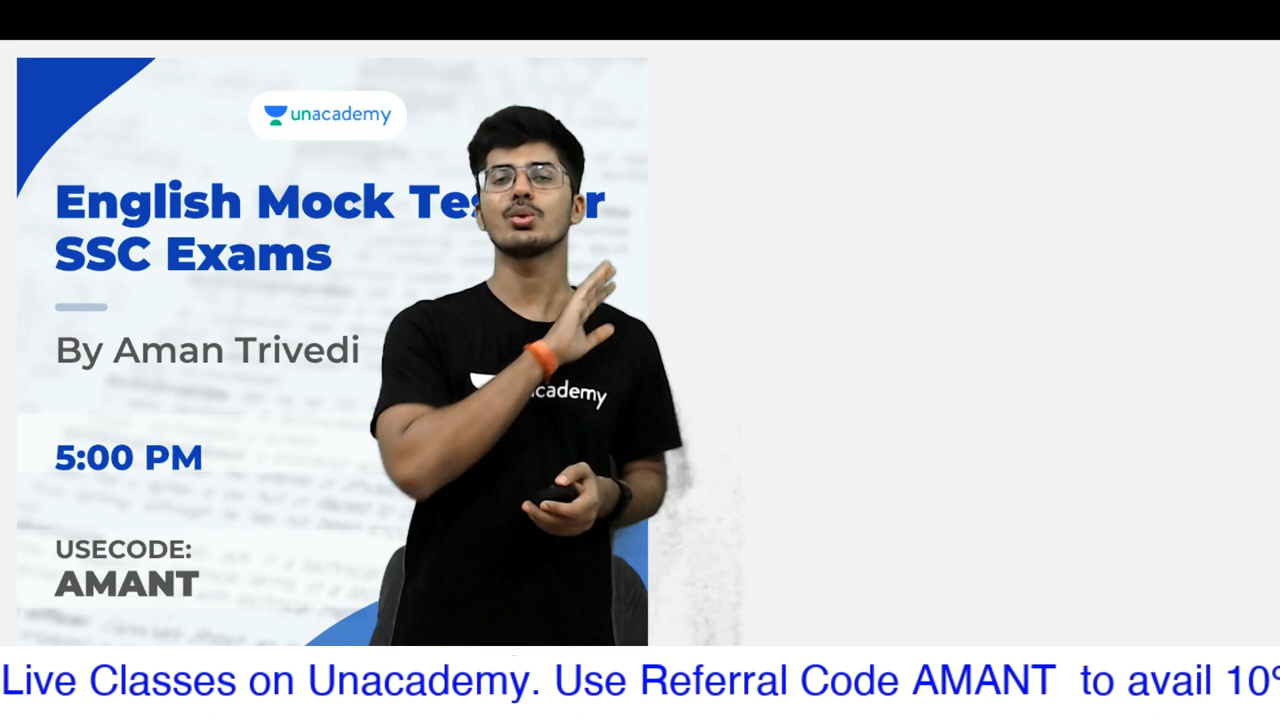 unacademy
English Mock Te r
SSC Exams
By Aman Trivedi
cademy
5:00 PM
USECODE:
AMANT
Live Classes on Unacademy. Use Referral Code AMANT to avail 10